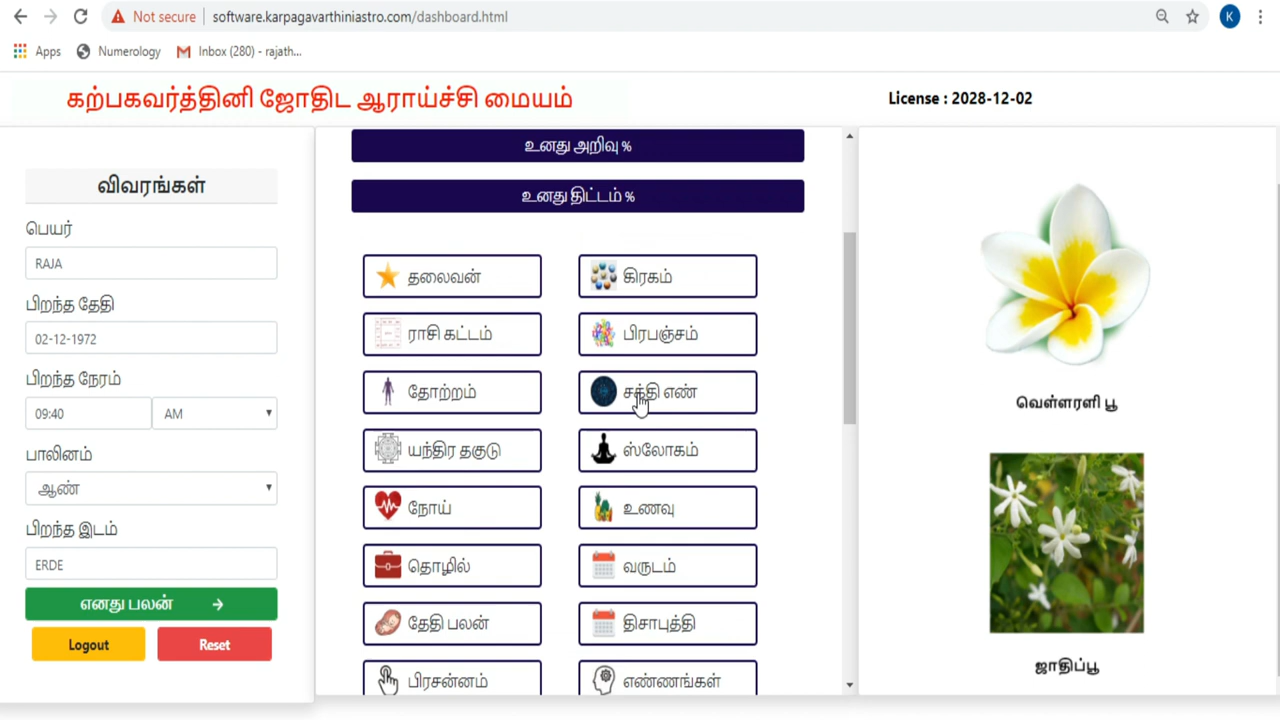 Not secure
software.karpagavarthiniastro.com/dashboard.html
K
Apps
Numerology
Inbox (280) - rajath...
கற்பகவர்த்தினி ஜோதிட ஆராய்ச்சி மையம்
License : 2028-12-02
விவரங்கள்
பெயர்
RAJA
பிறந்த தேதி
02-12-1972
பிறந்த நேரம்
09:40
AM
பாலினம்
ஆண்
பிறந்த இடம்
ERDE
எனது பலன்
Logout
Reset
உனது அறிவு %
உனது திட்டம் %
தலைவன்
கிரகம்
ராசி கட்டம்
பிரபஞ்சம்
தோற்றம்
சக்தி எண்
யந்திர தகுடு
ஸ்லோகம்
நோய்
உணவு
தொழில்
வருடம்
தேதி பலன்
திசாபுத்தி
பிரசன்னம்
எண்ணங்கள்
வெள்ளரளி பூ
ஜாதிப்பூ